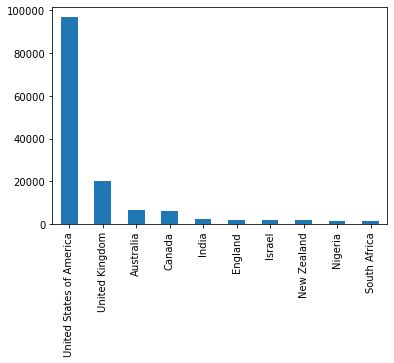 100000
80000
60000
40000
20000
0
United States of America
United Kingdom
Australia
Canada
India
England
Israel
New Zealand
Nigeria
South Africa